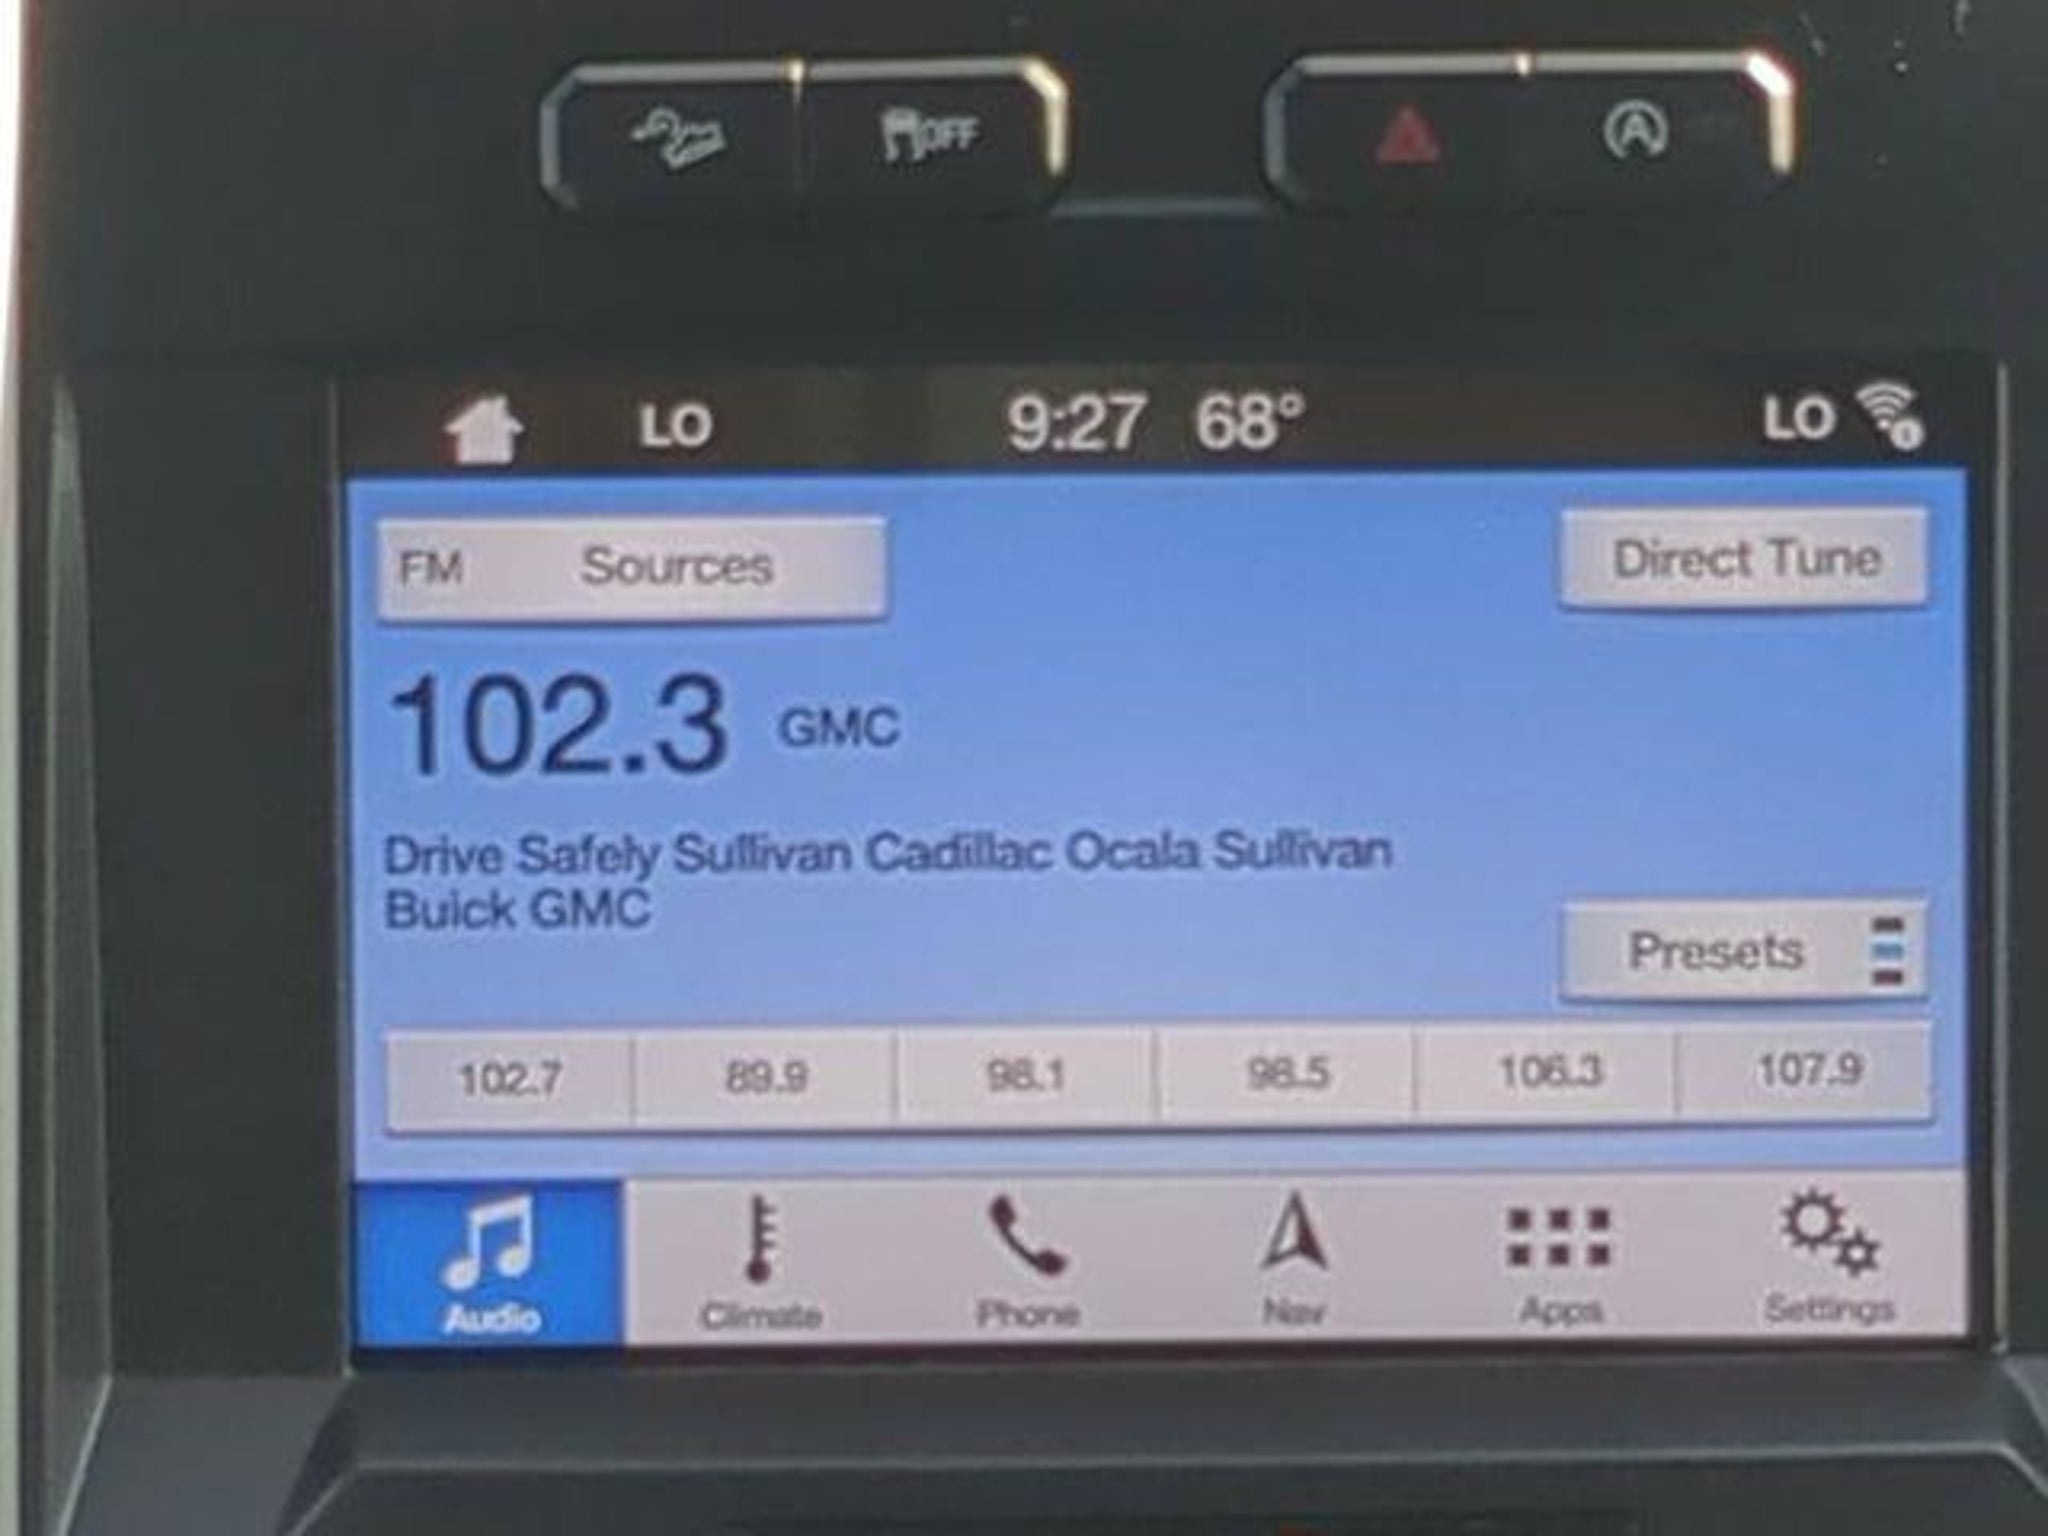 OFF
A
LO 9:27 68° LO
FM Sources Direct Tune
102.3 GMC
Drive Safely Sullivan Cadillac Ocala Sullivan
Buick GMC
Presets
102.7 89.9 98.1 98.5 106.3 107.9
Audio Climate Phone Nav Apps Settings